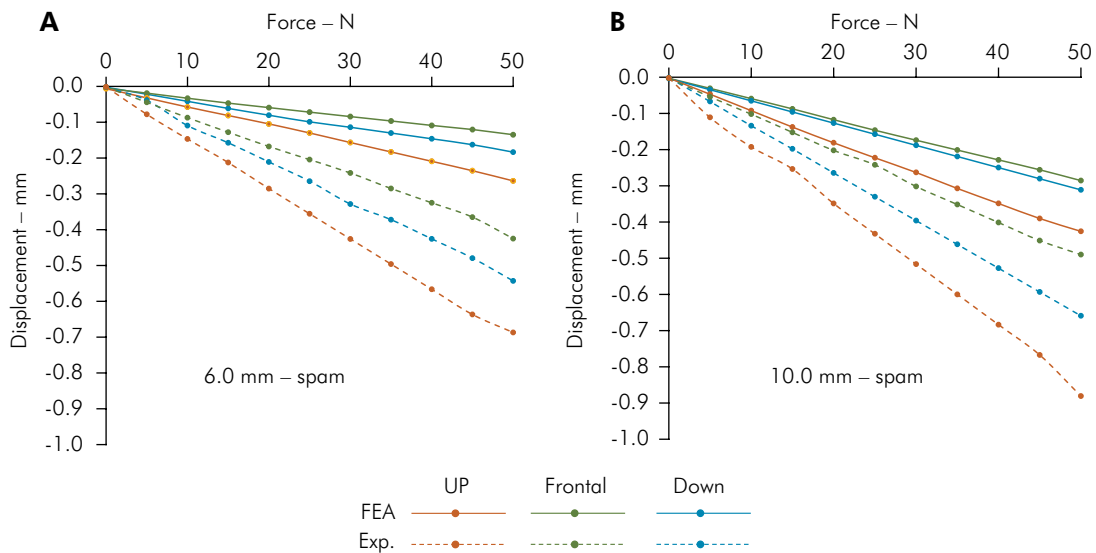 A
Force – N
0 10 20 30 40 50
0.0
-0.1
-0.2
-0.3
-0.4
-0.5
-0.6
-0.7
-0.8
-0.9
-1.0
Displacement – mm
6.0 mm – spam
B
Force – N
0 10 20 30 40 50
0.0
-0.1
-0.2
-0.3
-0.4
-0.5
-0.6
-0.7
-0.8
-0.9
-1.0
Displacement – mm
10.0 mm – spam
UP Frontal Down
FEA
Exp.